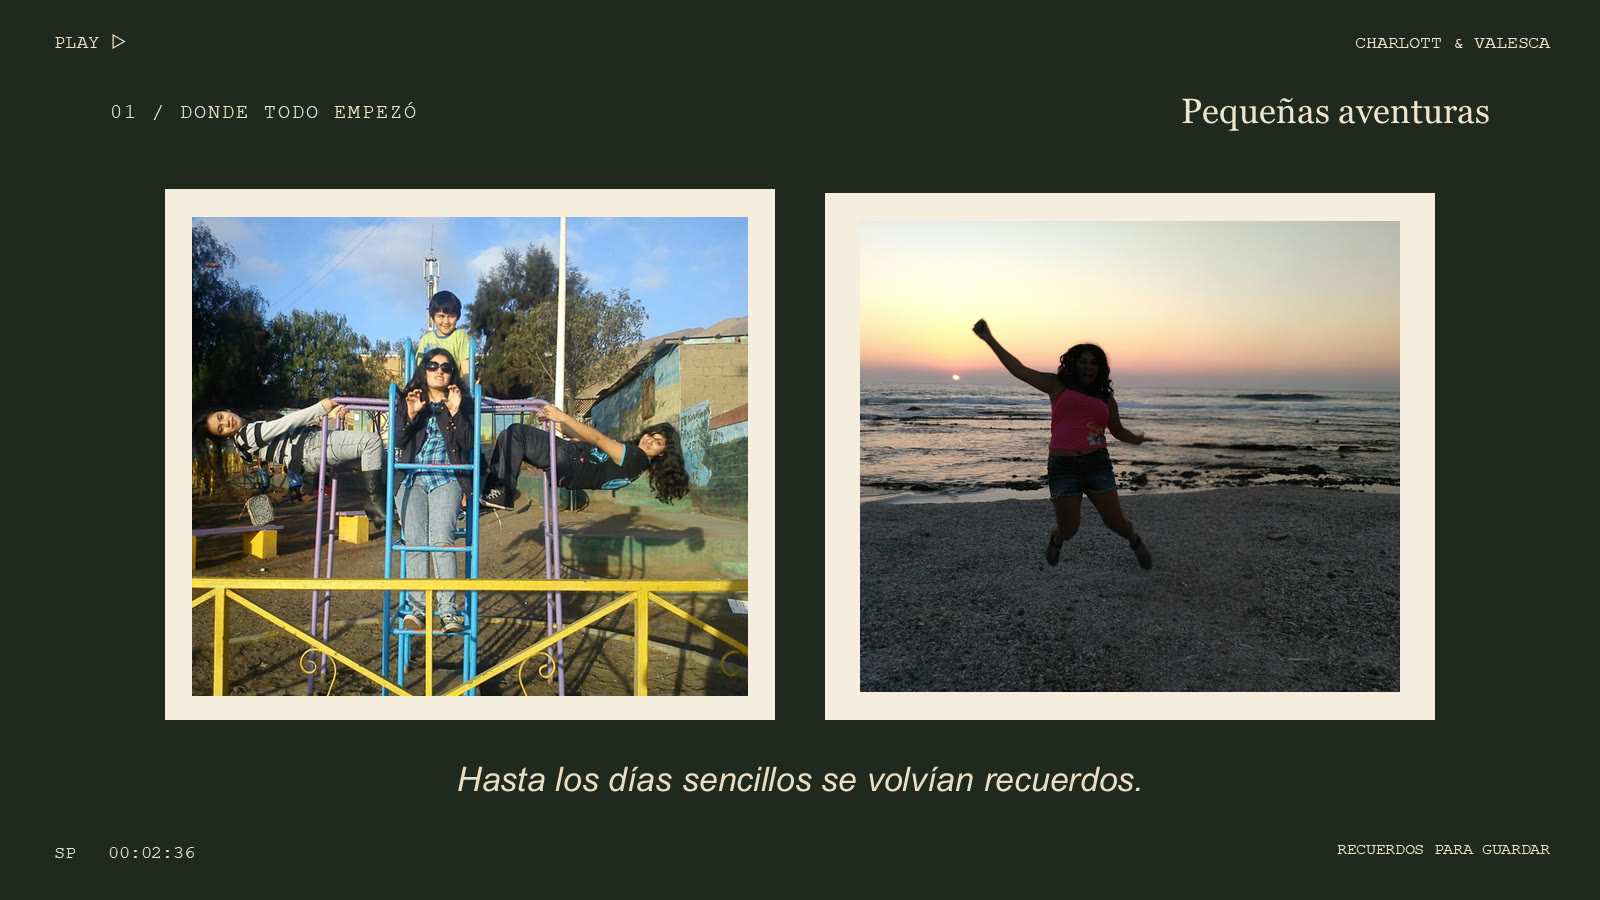 PLAY ▷
CHARLOTT & VALESCA
01 / DONDE TODO EMPEZÓ
Pequeñas aventuras
Hasta los días sencillos se volvían recuerdos.
SP 00:02:36
RECUERDOS PARA GUARDAR